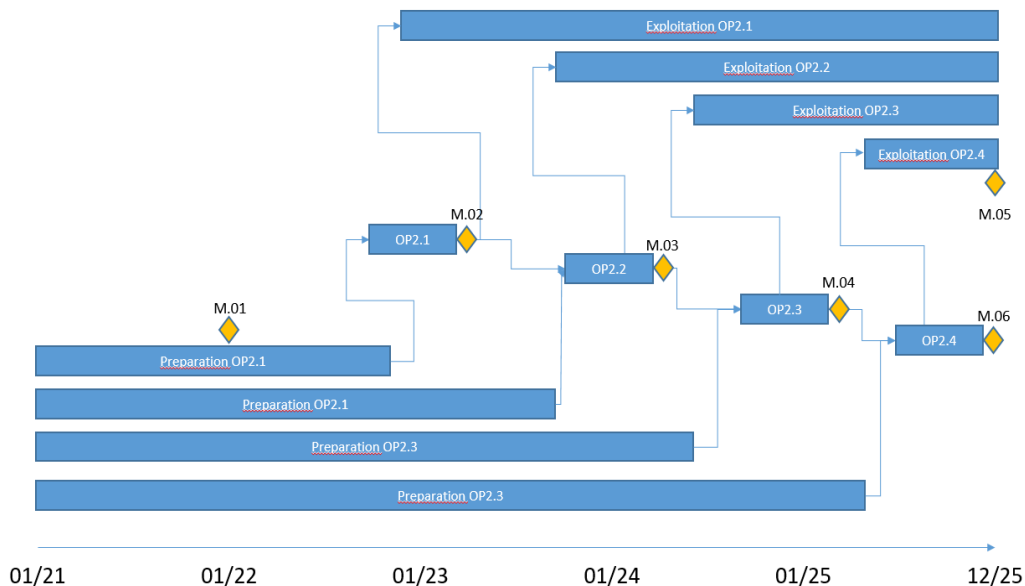 Exploitation OP2.1
Exploitation OP2.2
Exploitation OP2.3
Exploitation OP2.4
M.05
M.02
OP2.1
M.03
OP2.2
M.04
OP2.3
M.06
OP2.4
M.01
Preparation OP2.1
Preparation OP2.1
Preparation OP2.3
Preparation OP2.3
01/21 01/22 01/23 01/24 01/25 12/25